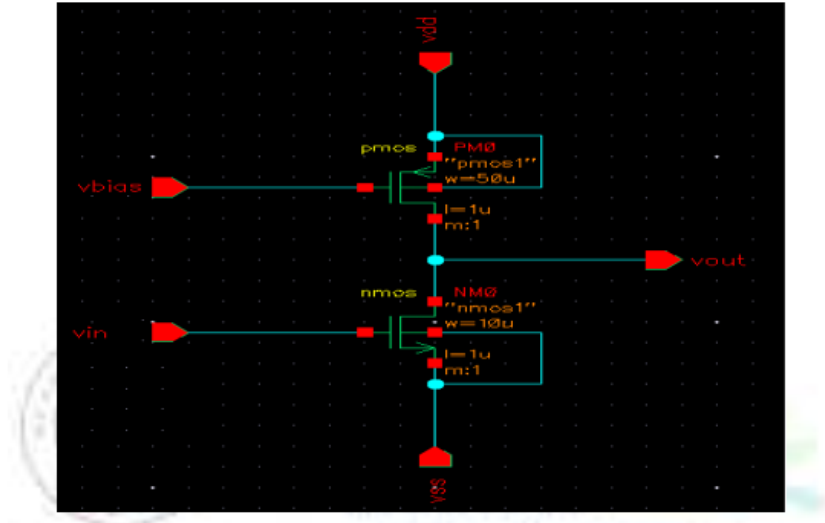 vdd
pmos
PM0
"pmos1"
w=50u
vbias
l=1u
m:1
vout
nmos
NM0
"nmos1"
w=10u
vin
l=1u
m:1
vss